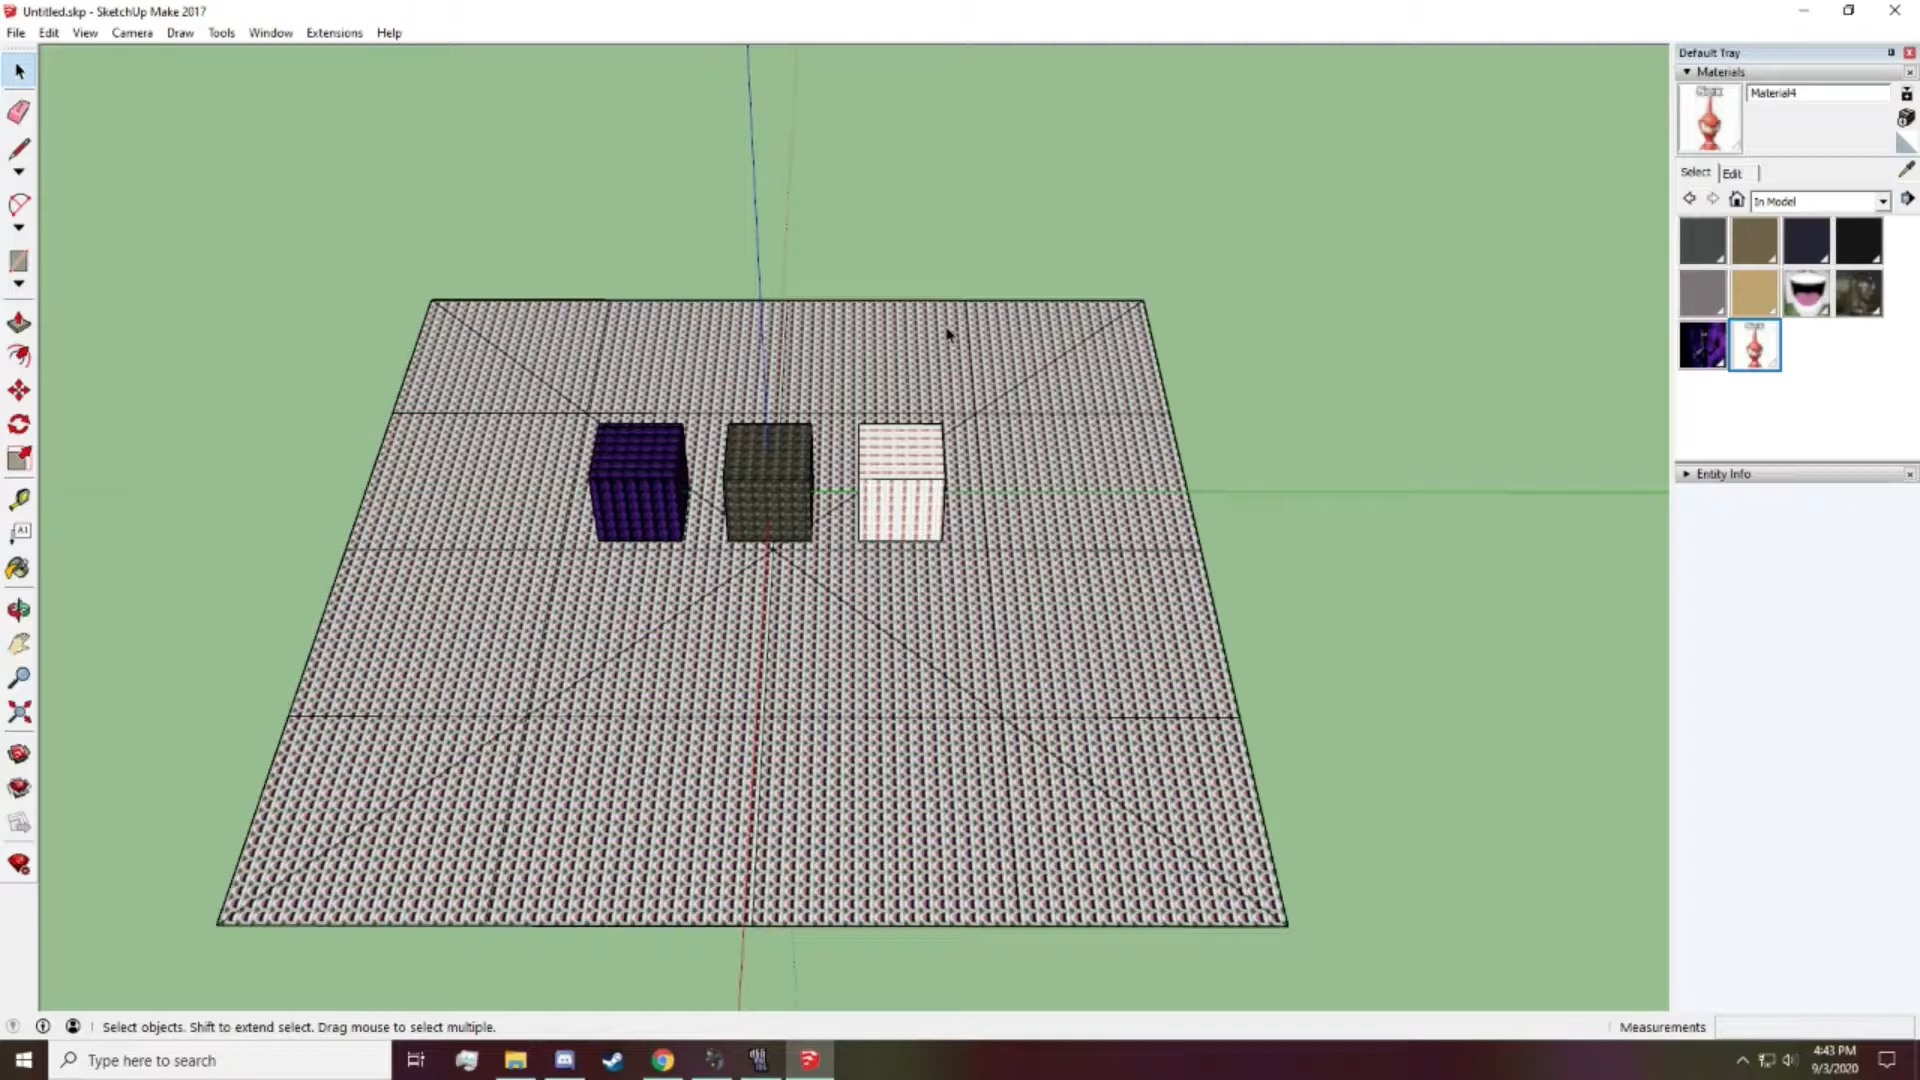 Untitled.skp - SketchUp Make 2017
File Edit View Camera Draw Tools Window Extensions Help
Default Tray
Materials
Material4
Select Edit
In Model
Entity Info
A1
Select objects. Shift to extend select. Drag mouse to select multiple.
Measurements
Type here to search
4:43 PM
9/3/2020